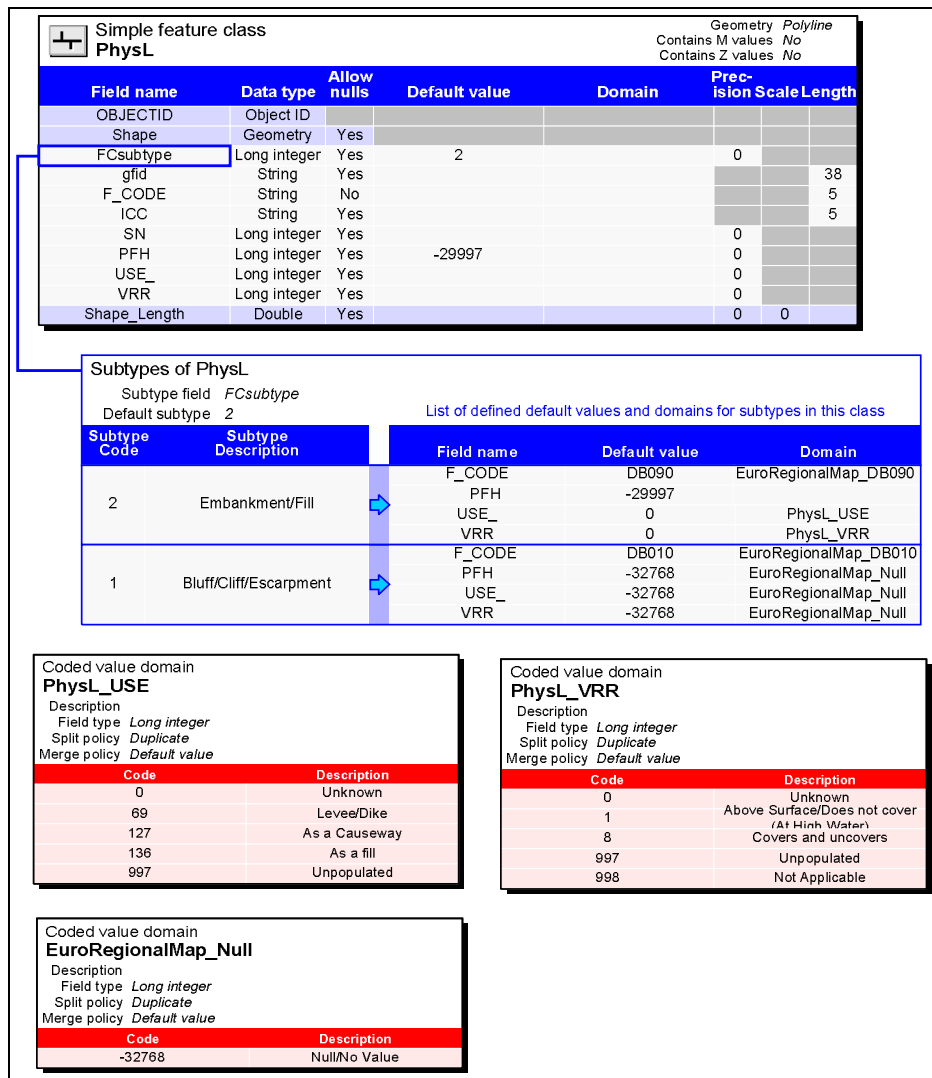 Simple feature class
PhysL
Geometry Polyline
Contains M values No
Contains Z values No
Field name Data type Allow nulls Default value Domain Prec-ision Scale Length
OBJECTID Object ID
Shape Geometry Yes
FCsubtype Long integer Yes 2 0
gfid String Yes 38
F_CODE String No 5
ICC String Yes 5
SN Long integer Yes 0
PFH Long integer Yes -29997 0
USE_ Long integer Yes 0
VRR Long integer Yes 0
Shape_Length Double Yes 0 0
Subtypes of PhysL
Subtype field FCsubtype
Default subtype 2
List of defined default values and domains for subtypes in this class
Subtype Code Subtype Description Field name Default value Domain
2 Embankment/Fill
F_CODE DB090 EuroRegionalMap_DB090
PFH -29997
USE_ 0 PhysL_USE
VRR 0 PhysL_VRR
1 Bluff/Cliff/Escarpment
F_CODE DB010 EuroRegionalMap_DB010
PFH -32768 EuroRegionalMap_Null
USE_ -32768 EuroRegionalMap_Null
VRR -32768 EuroRegionalMap_Null
Coded value domain
PhysL_USE
Description
Field type Long integer
Split policy Duplicate
Merge policy Default value
Code Description
0 Unknown
69 Levee/Dike
127 As a Causeway
136 As a fill
997 Unpopulated
Coded value domain
PhysL_VRR
Description
Field type Long integer
Split policy Duplicate
Merge policy Default value
Code Description
0 Unknown
1 Above Surface/Does not cover
(At High Water)
8 Covers and uncovers
997 Unpopulated
998 Not Applicable
Coded value domain
EuroRegionalMap_Null
Description
Field type Long integer
Split policy Duplicate
Merge policy Default value
Code Description
-32768 Null/No Value